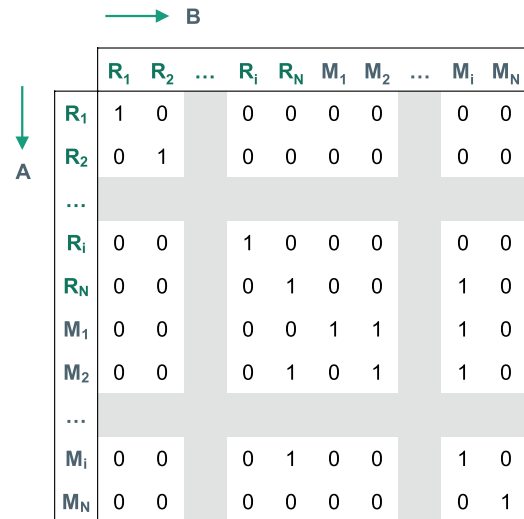 B
R₁ R₂ ... Rᵢ R_N M₁ M₂ ... Mᵢ M_N
A
R₁ 1 0 0 0 0 0 0 0
R₂ 0 1 0 0 0 0 0 0
...
Rᵢ 0 0 1 0 0 0 0 0
R_N 0 0 0 1 0 0 1 0
M₁ 0 0 0 0 1 1 1 0
M₂ 0 0 0 1 0 1 1 0
...
Mᵢ 0 0 0 1 0 0 1 0
M_N 0 0 0 0 0 0 0 1